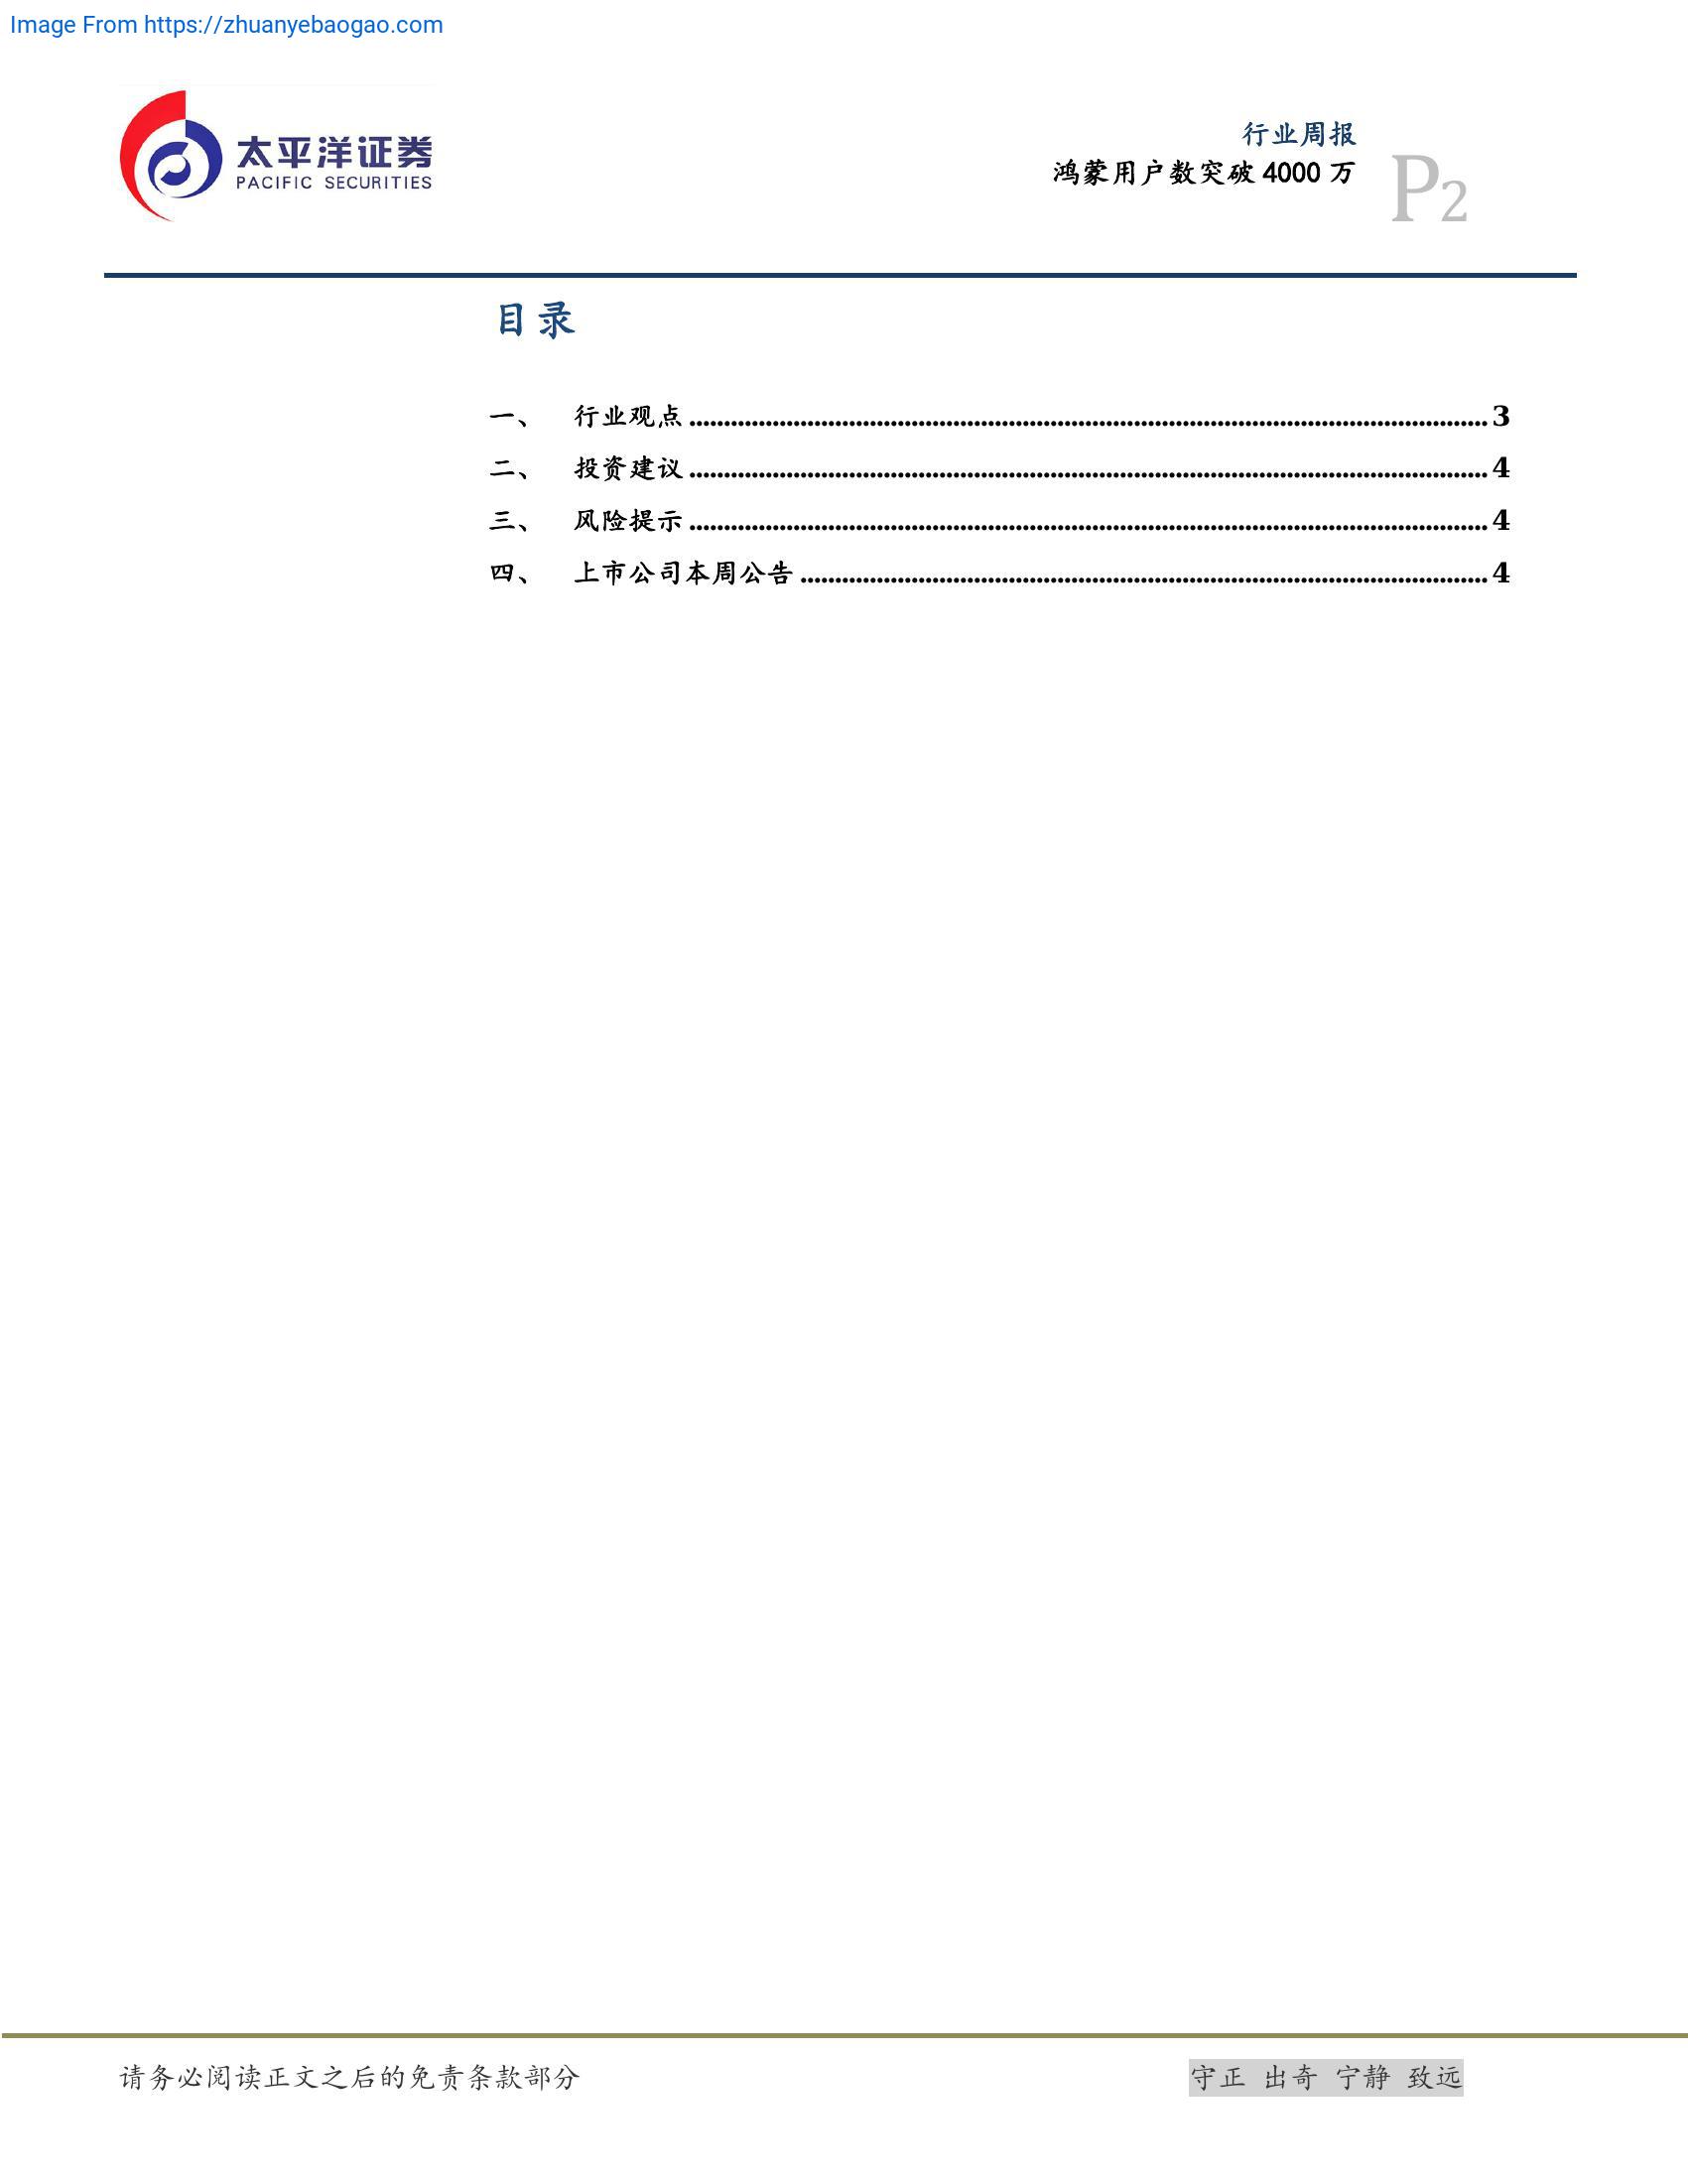 Image From https://zhuanyebaogao.com
太平洋证券
PACIFIC SECURITIES
行业周报
鸿蒙用户数突破 4000 万
P2
目录
一、 行业观点 3
二、 投资建议 4
三、 风险提示 4
四、 上市公司本周公告 4
请务必阅读正文之后的免责条款部分
守正 出奇 宁静 致远